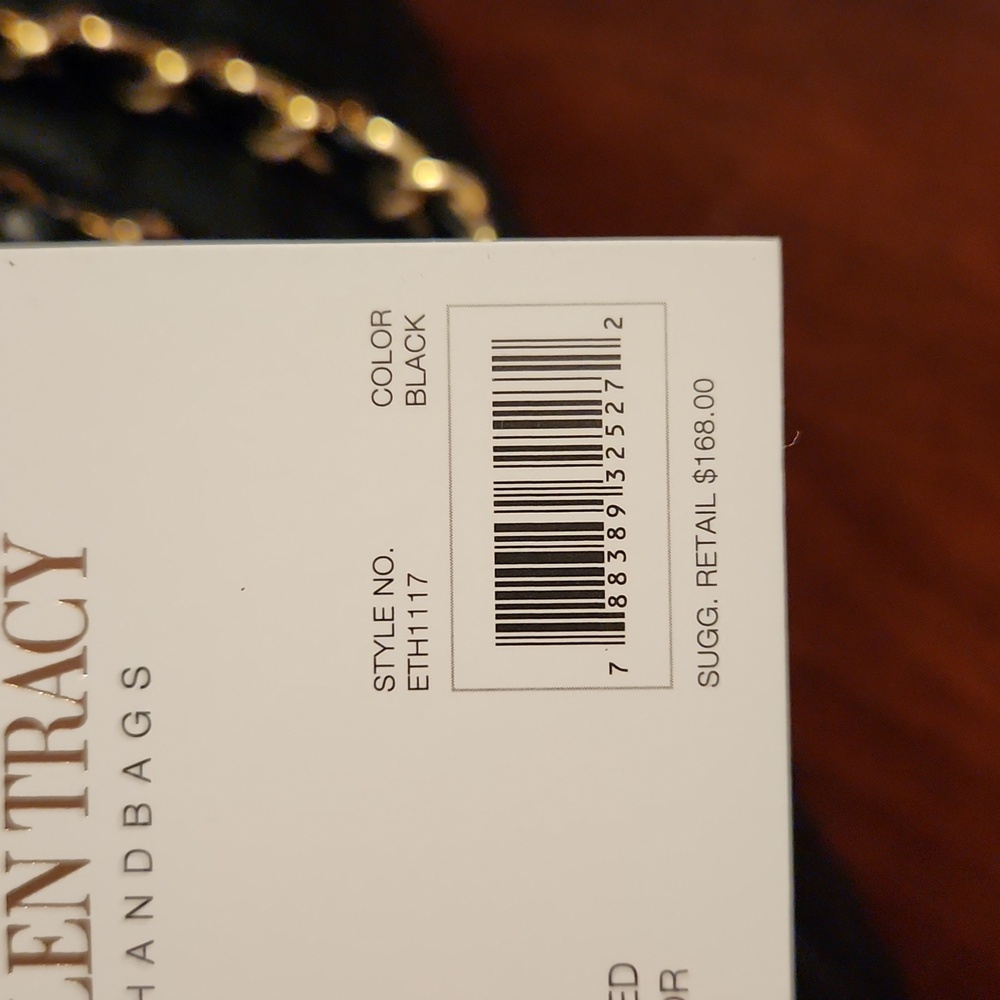 LEN TRACY
HANDBAGS
STYLE NO.
ETH1117
COLOR
BLACK
7 88389 32527 2
SUGG. RETAIL $168.00
ED
OR